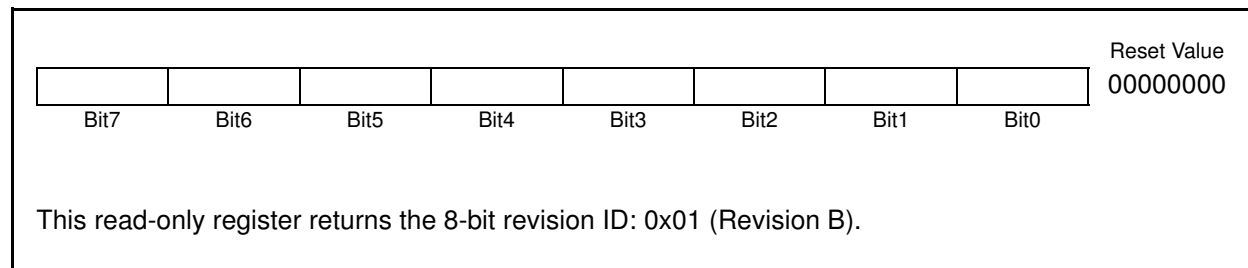 Reset Value
00000000
Bit7 Bit6 Bit5 Bit4 Bit3 Bit2 Bit1 Bit0
This read-only register returns the 8-bit revision ID: 0x01 (Revision B).